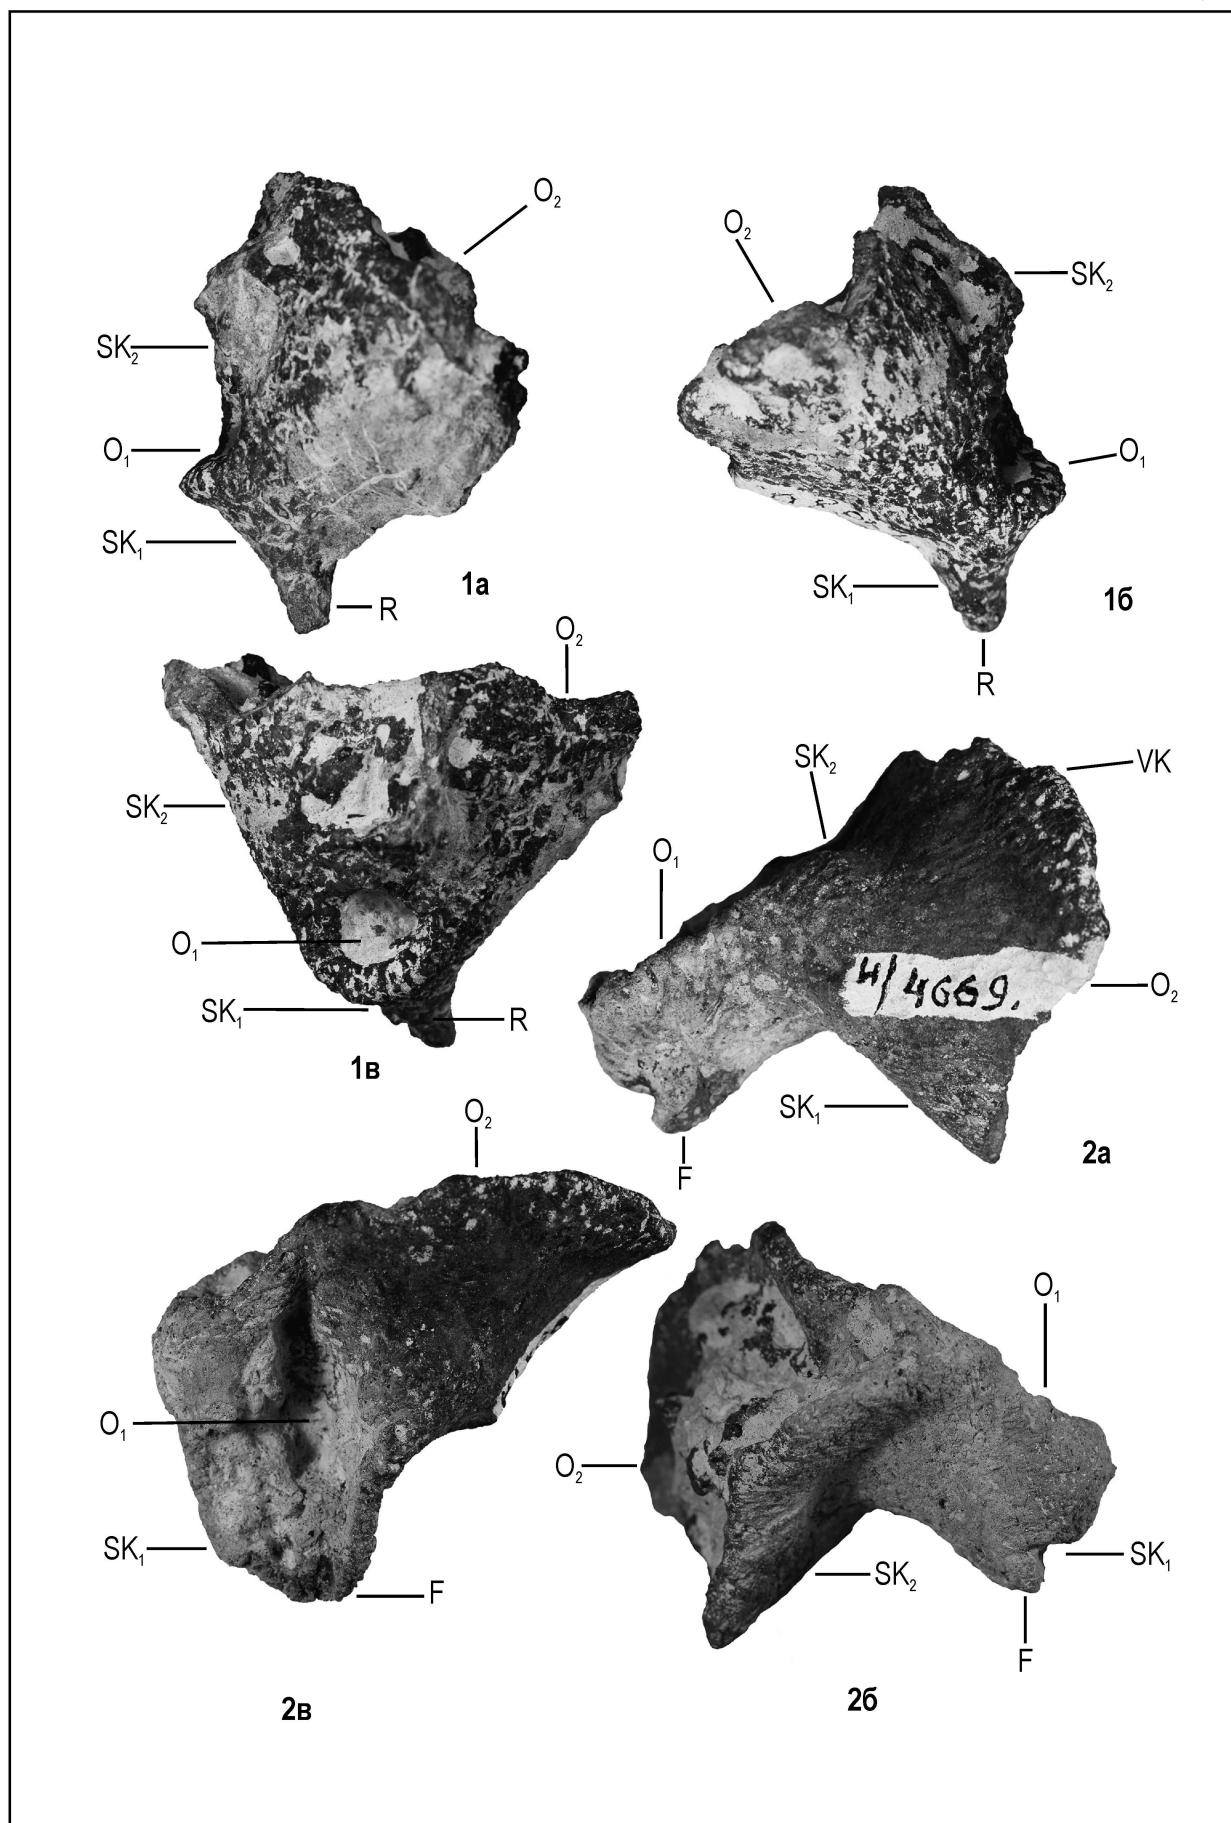 O₂
SK₂
O₁
SK₁
R
1а
O₂
SK₂
O₁
SK₁
R
1б
O₂
SK₂
O₁
SK₁
R
1в
SK₂
VK
O₁
O₂
SK₁
F
2а
и/4669.
O₂
O₁
SK₁
F
2в
O₁
O₂
SK₂
SK₁
F
2б